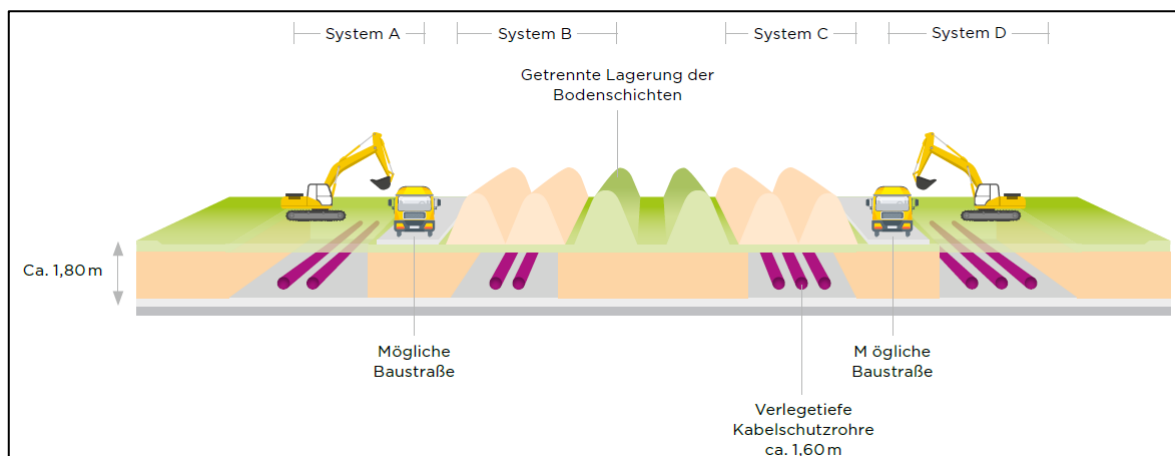 System A
System B
System C
System D
Getrennte Lagerung der
Bodenschichten
Ca. 1,80 m
Mögliche
Baustraße
M ögliche
Baustraße
Verlegetiefe
Kabelschutzrohre
ca. 1,60 m